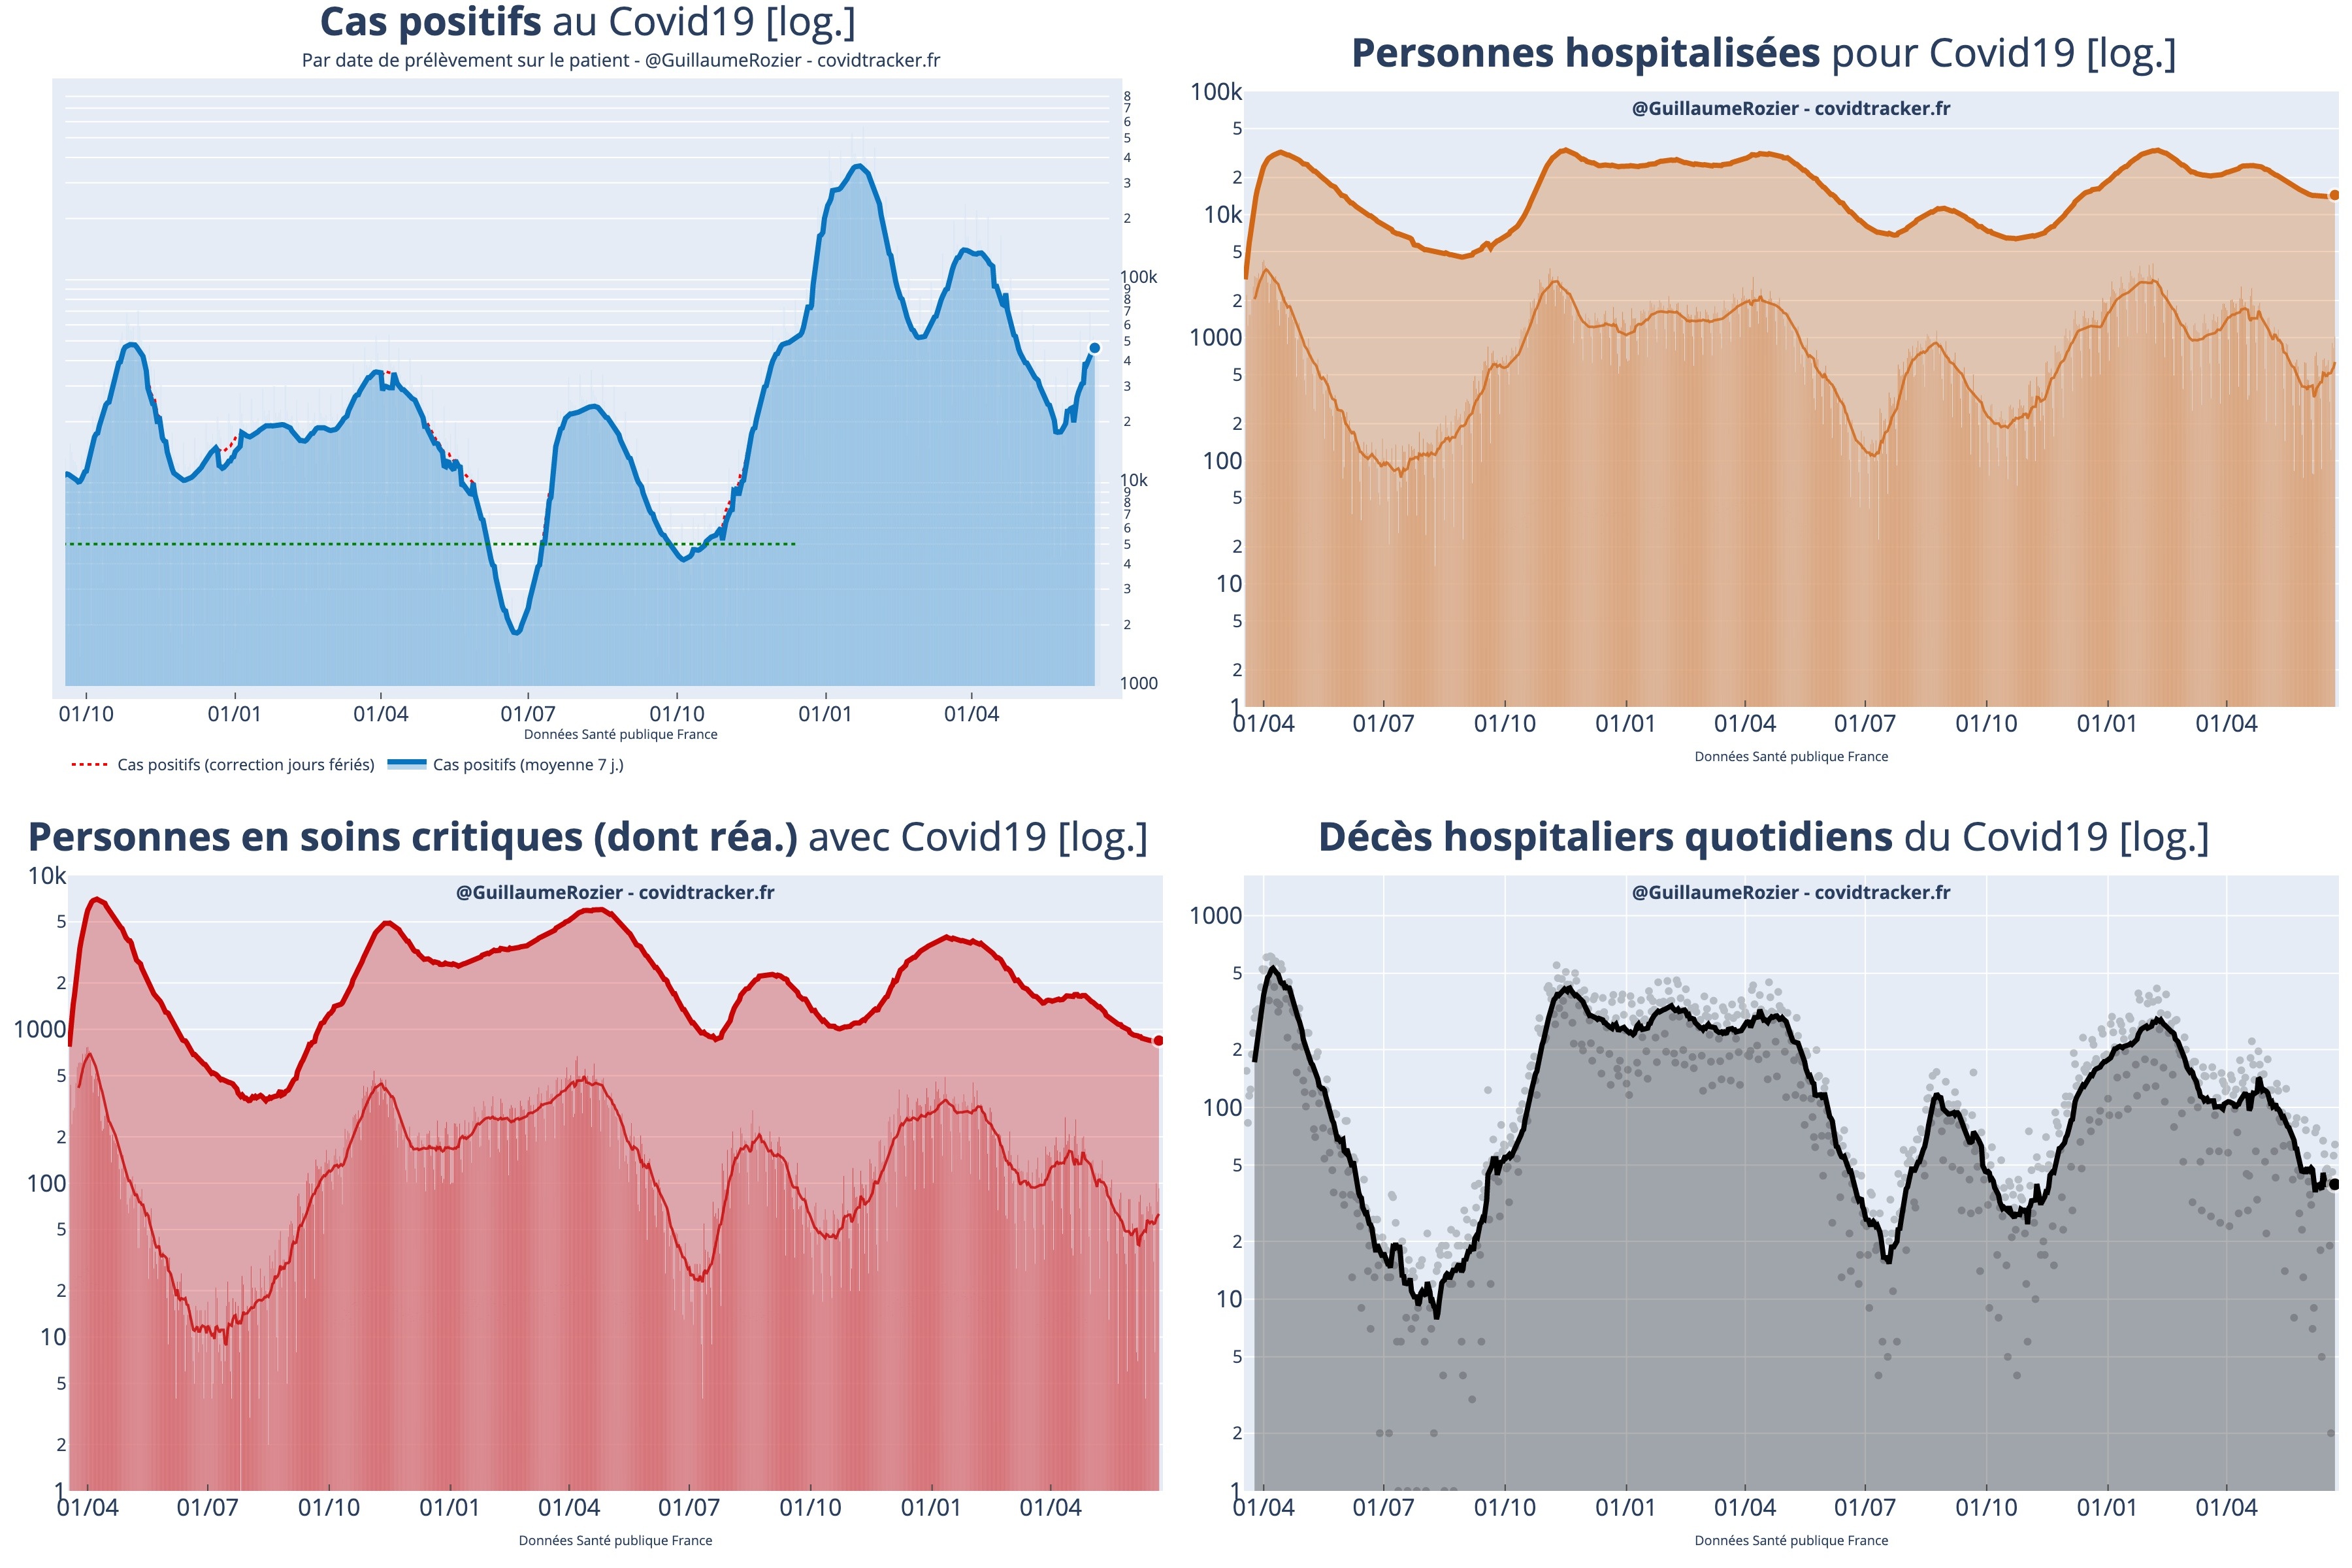 Cas positifs au Covid19 [log.]
Par date de prélèvement sur le patient - @GuillaumeRozier - covidtracker.fr
8
7
6
5
4
3
2
100k
9
8
7
6
5
4
3
2
10k
9
8
7
6
5
4
3
2
1000
01/10 01/01 01/04 01/07 01/10 01/01 01/04
Données Santé publique France
Cas positifs (correction jours fériés) Cas positifs (moyenne 7 j.)
Personnes hospitalisées pour Covid19 [log.]
@GuillaumeRozier - covidtracker.fr
100k
5
2
10k
5
2
1000
5
2
100
5
2
10
5
2
1
01/04 01/07 01/10 01/01 01/04 01/07 01/10 01/01 01/04
Données Santé publique France
Personnes en soins critiques (dont réa.) avec Covid19 [log.]
@GuillaumeRozier - covidtracker.fr
10k
5
2
1000
5
2
100
5
2
10
5
2
1
01/04 01/07 01/10 01/01 01/04 01/07 01/10 01/01 01/04
Données Santé publique France
Décès hospitaliers quotidiens du Covid19 [log.]
@GuillaumeRozier - covidtracker.fr
1000
5
2
100
5
2
10
5
2
1
01/04 01/07 01/10 01/01 01/04 01/07 01/10 01/01 01/04
Données Santé publique France